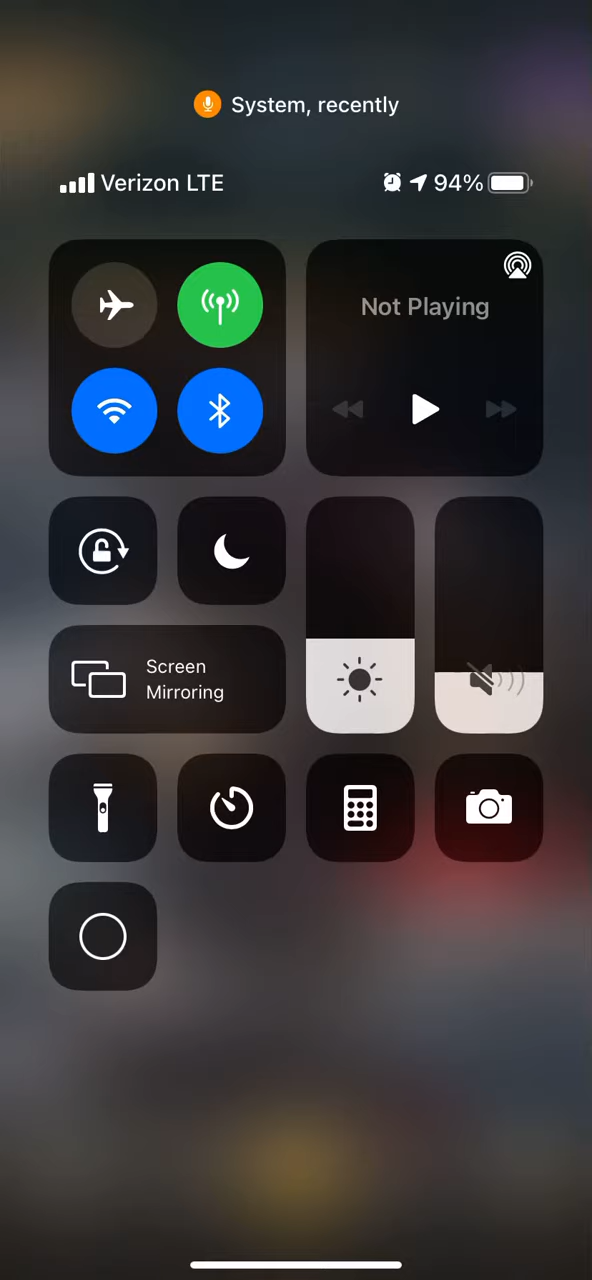 System, recently
Verizon LTE 94%
Not Playing
Screen
Mirroring